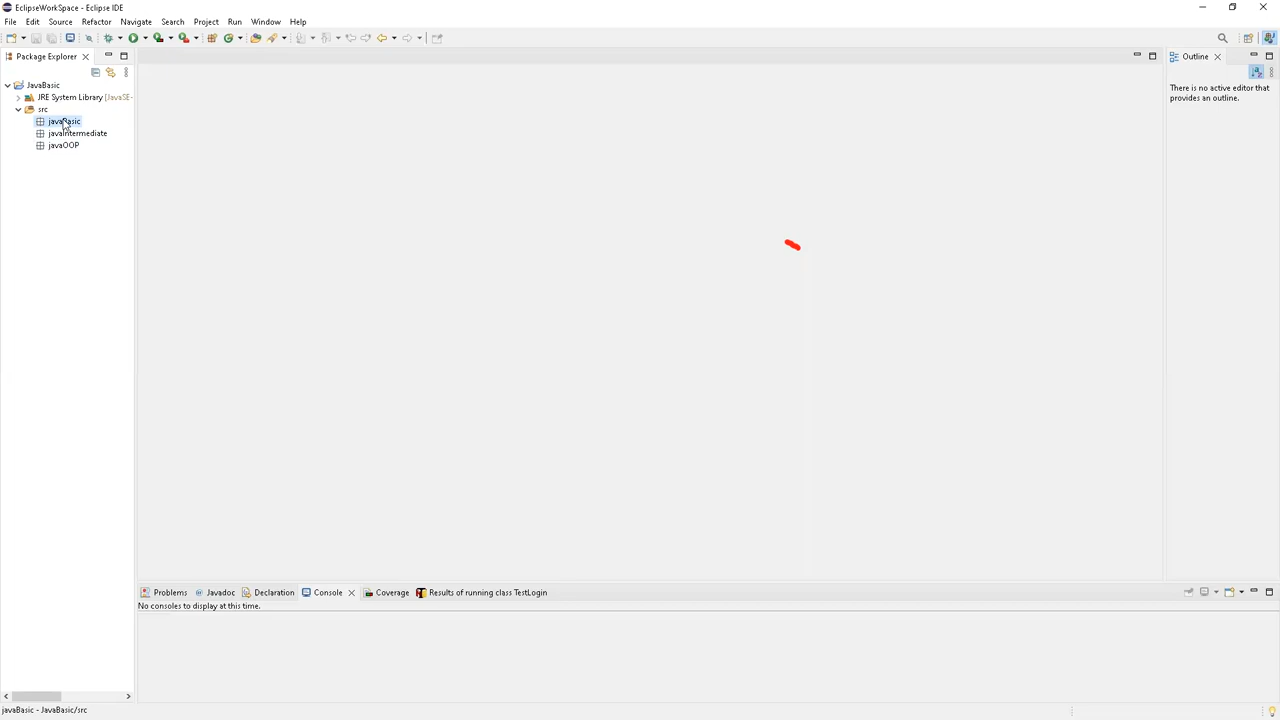 EclipseWorkSpace - Eclipse IDE
File Edit Source Refactor Navigate Search Project Run Window Help
Package Explorer
Outline
JavaBasic
JRE System Library [JavaSE-
src
javaBasic
javaIntermediate
javaOOP
There is no active editor that
provides an outline.
Problems Javadoc Declaration Console Coverage Results of running class TestLogin
No consoles to display at this time.
javaBasic - JavaBasic/src